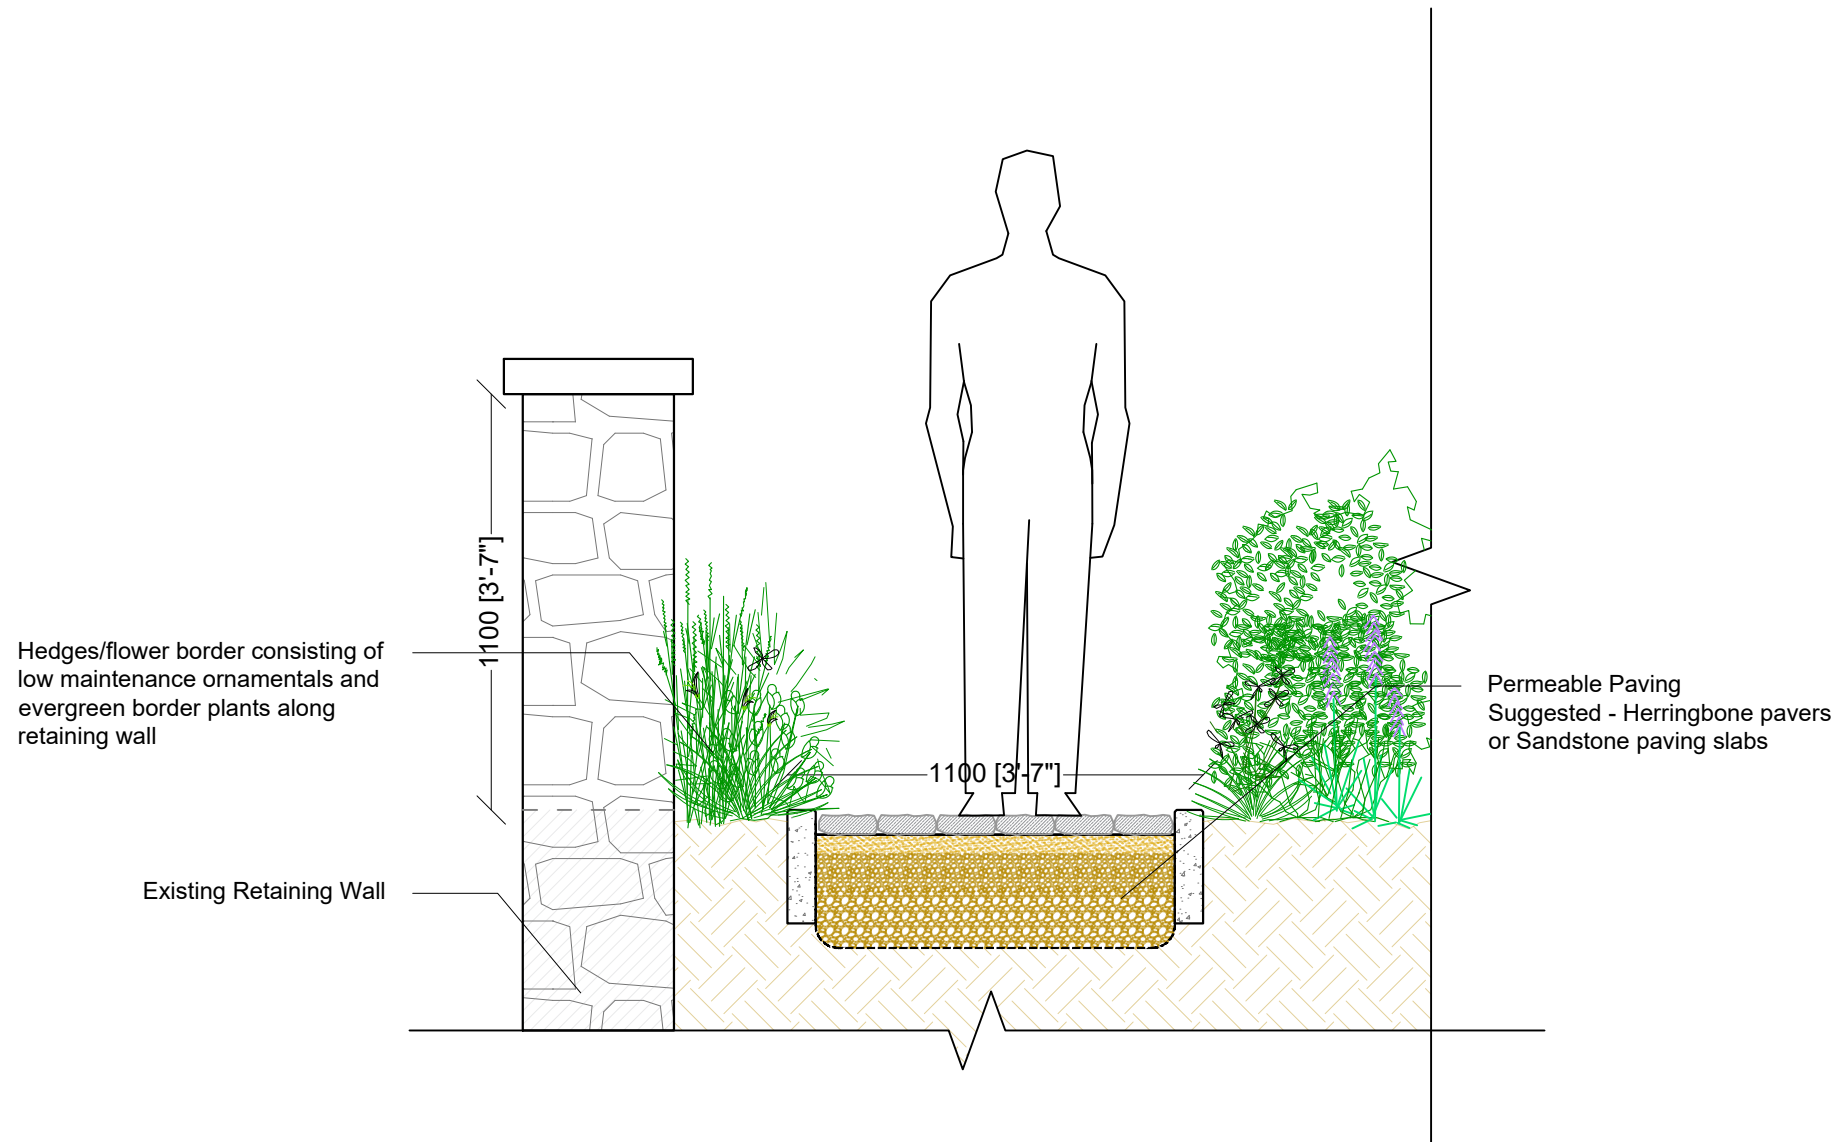 1100 [3'-7"]
Hedges/flower border consisting of
low maintenance ornamentals and
evergreen border plants along
retaining wall
Permeable Paving
Suggested - Herringbone pavers
or Sandstone paving slabs
1100 [3'-7"]
Existing Retaining Wall